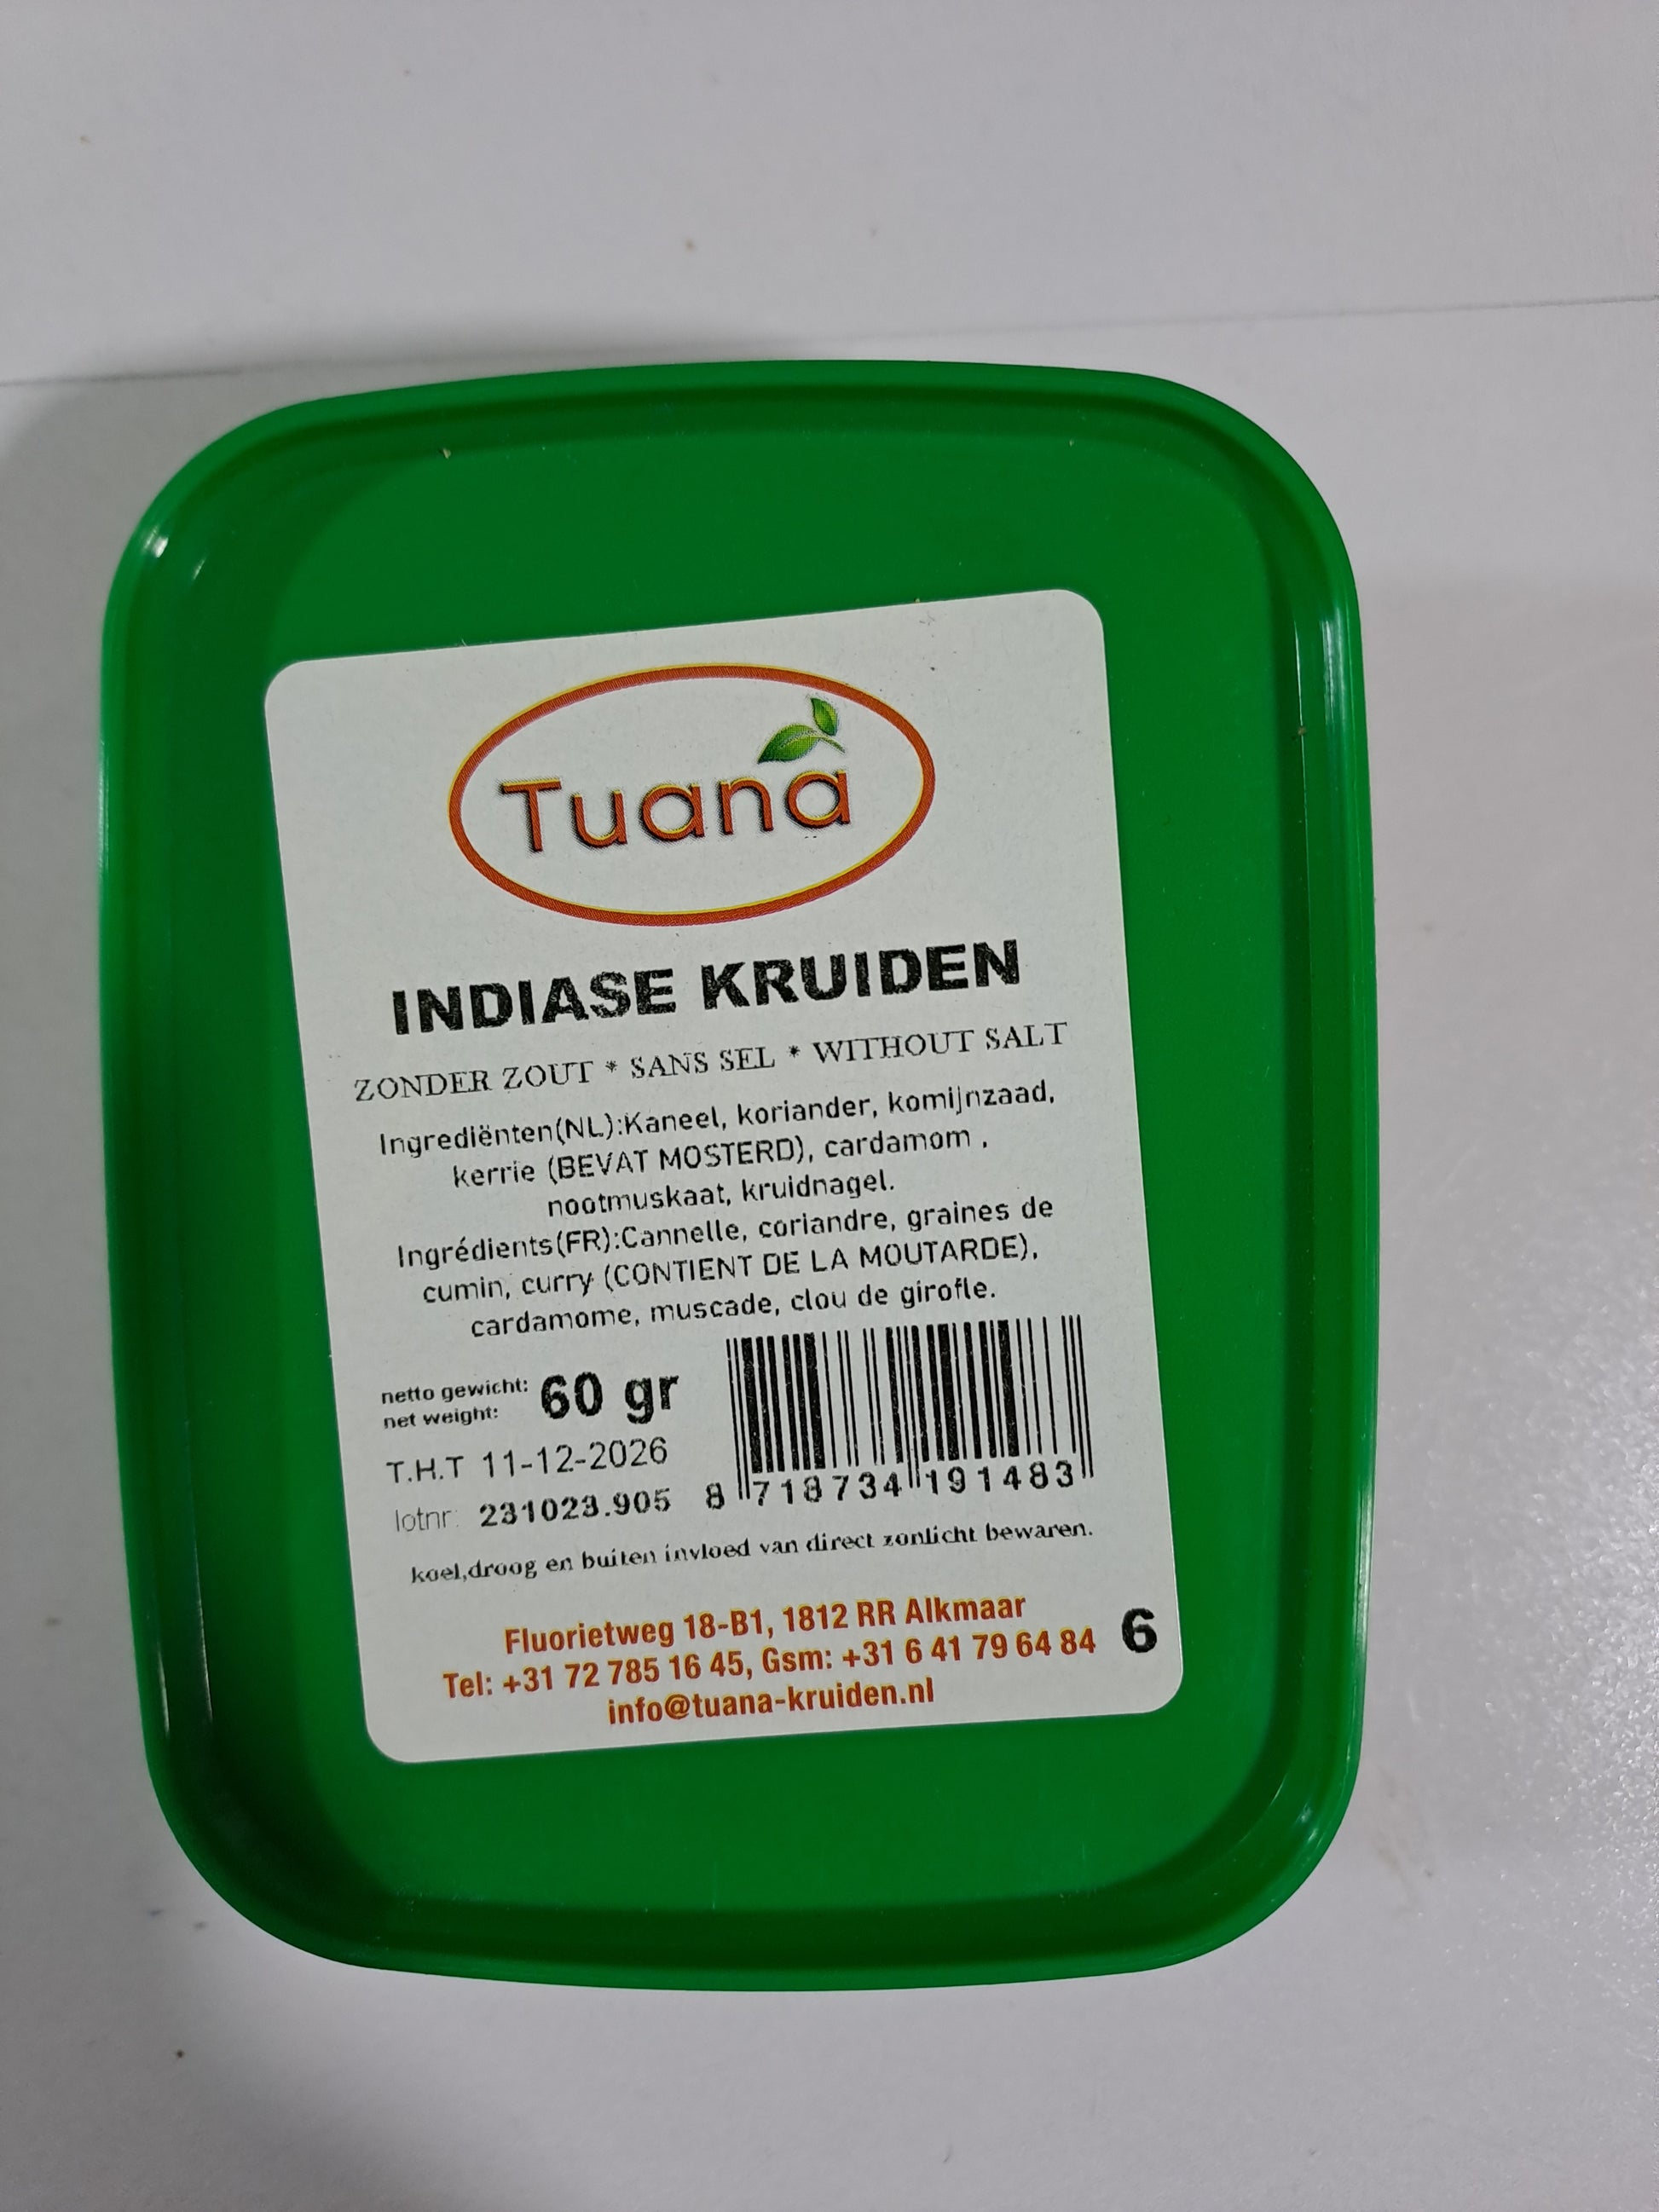 Tuana
INDIASE KRUIDEN
ZONDER ZOUT * SANS SEL * WITHOUT SALT
Ingrediënten(NL):Kaneel, koriander, komijnzaad,
kerrie (BEVAT MOSTERD), cardamom ,
nootmuskaat, kruidnagel.
Ingrédients(FR):Cannelle, coriandre, graines de
cumin, curry (CONTIENT DE LA MOUTARDE),
cardamome, muscade, clou de girofle.
netto gewicht: 60 gr
net weight:
T.H.T 11-12-2026
lotnr: 231023.905
8 718734 191483
koel,droog en buiten invloed van direct zonlicht bewaren.
Fluorietweg 18-B1, 1812 RR Alkmaar
Tel: +31 72 785 16 45, Gsm: +31 6 41 79 64 84
6
info@tuana-kruiden.nl